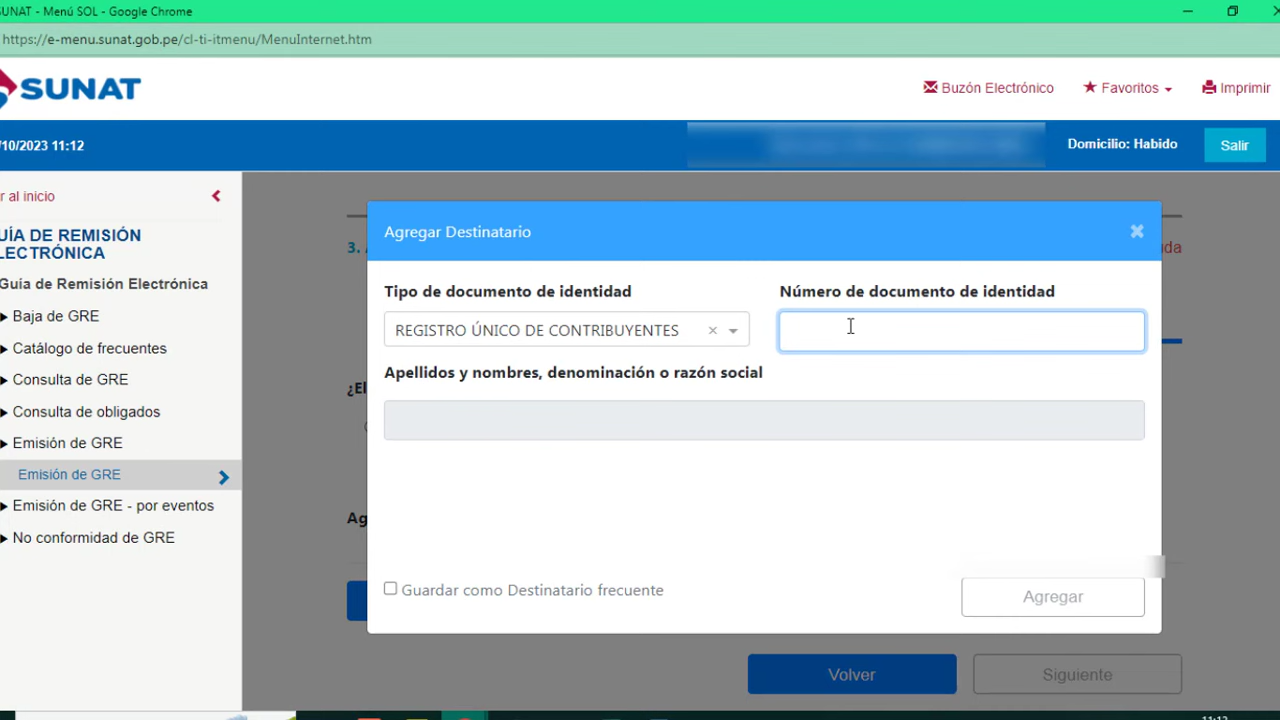 SUNAT - Menú SOL - Google Chrome
https://e-menu.sunat.gob.pe/cl-ti-itmenu/MenuInternet.htm
SUNAT
Buzón Electrónico
Favoritos
Imprimir
/10/2023 11:12
Domicilio: Habido
Salir
r al inicio
UÍA DE REMISIÓN
LECTRÓNICA
Guía de Remisión Electrónica
Baja de GRE
Catálogo de frecuentes
Consulta de GRE
Consulta de obligados
Emisión de GRE
Emisión de GRE
Emisión de GRE - por eventos
No conformidad de GRE
3.
uda
Agregar Destinatario
×
Tipo de documento de identidad
Número de documento de identidad
REGISTRO ÚNICO DE CONTRIBUYENTES ×
Apellidos y nombres, denominación o razón social
¿El
Ag
Guardar como Destinatario frecuente
Agregar
Volver
Siguiente